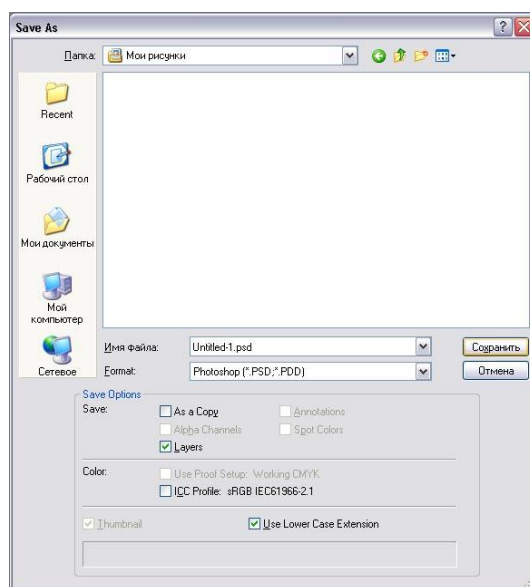 Save As
Папка: Мои рисунки
Recent
Рабочий стол
Мои документы
Мой
компьютер
Сетевое
Имя файла: Untitled-1.psd Сохранить
Format: Photoshop (*.PSD;*.PDD) Отмена
Save Options
Save: As a Copy Annotations
Alpha Channels Spot Colors
Layers
Color: Use Proof Setup: Working CMYK
ICC Profile: sRGB IEC61966-2.1
Thumbnail Use Lower Case Extension